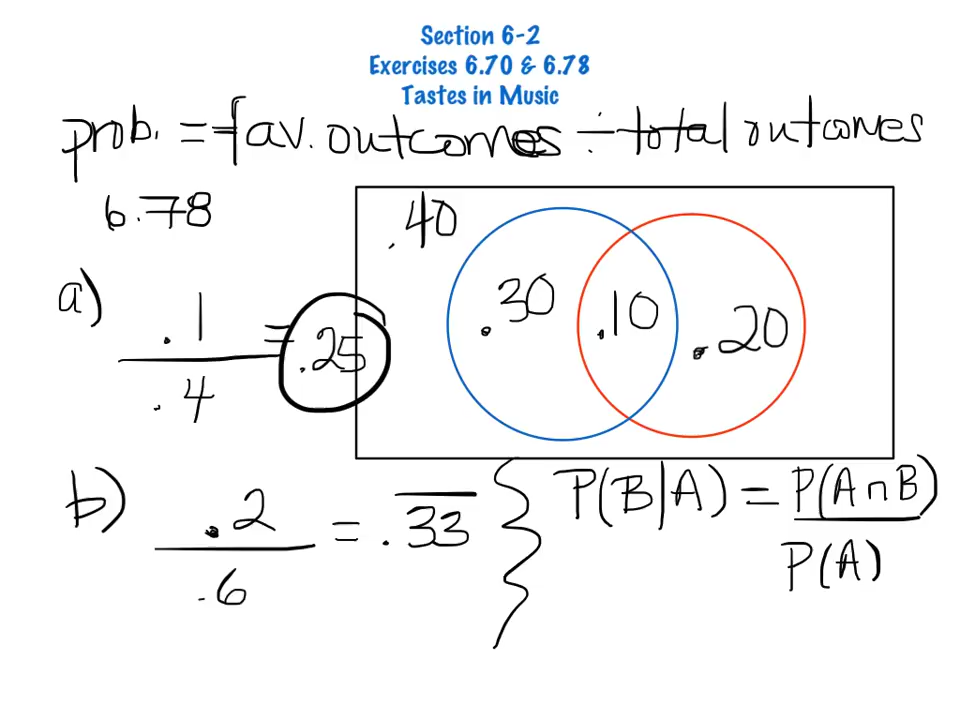 Section 6-2
Exercises 6.70 & 6.78
Tastes in Music
prob. = fav. outcomes ÷ total outcomes
6.78
.40
a) .1 / .4 = .25
.30 .10 .20
b) .2 / .6 = .33
P(B|A) = P(A∩B) / P(A)